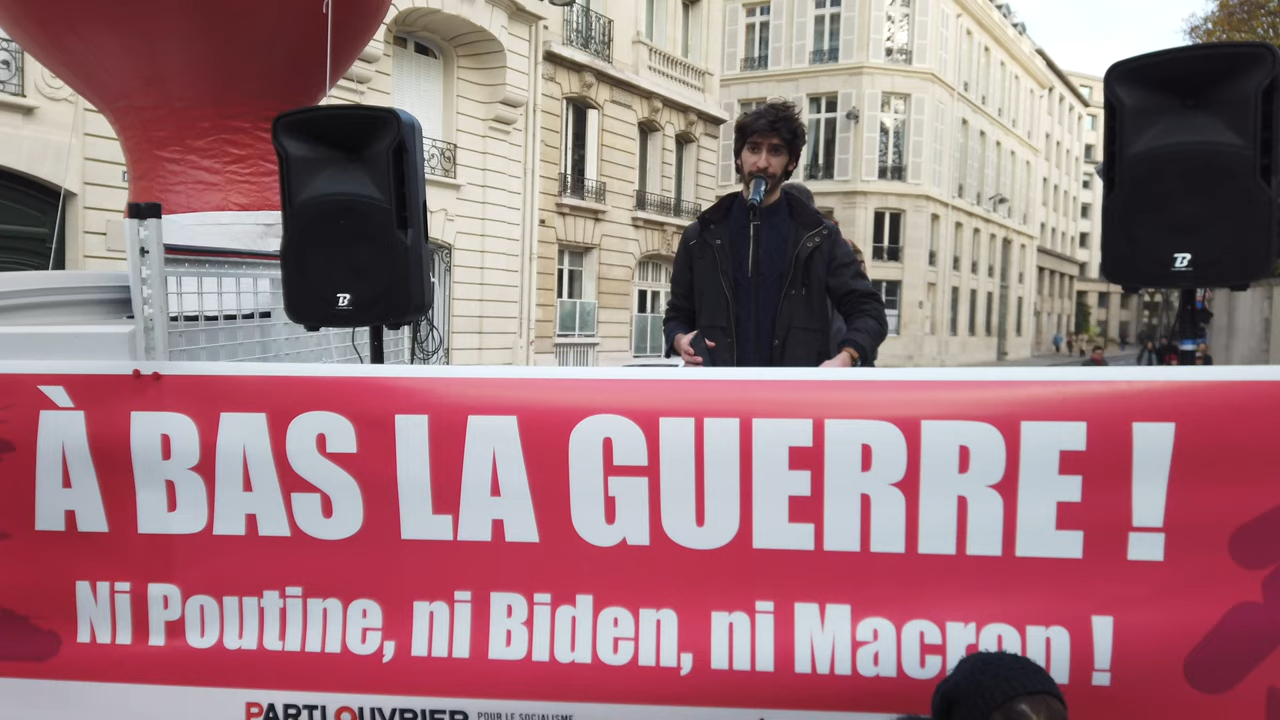 À BAS LA GUERRE !
Ni Poutine, ni Biden, ni Macron !
PARTI OUVRIER POUR LE SOCIALISME